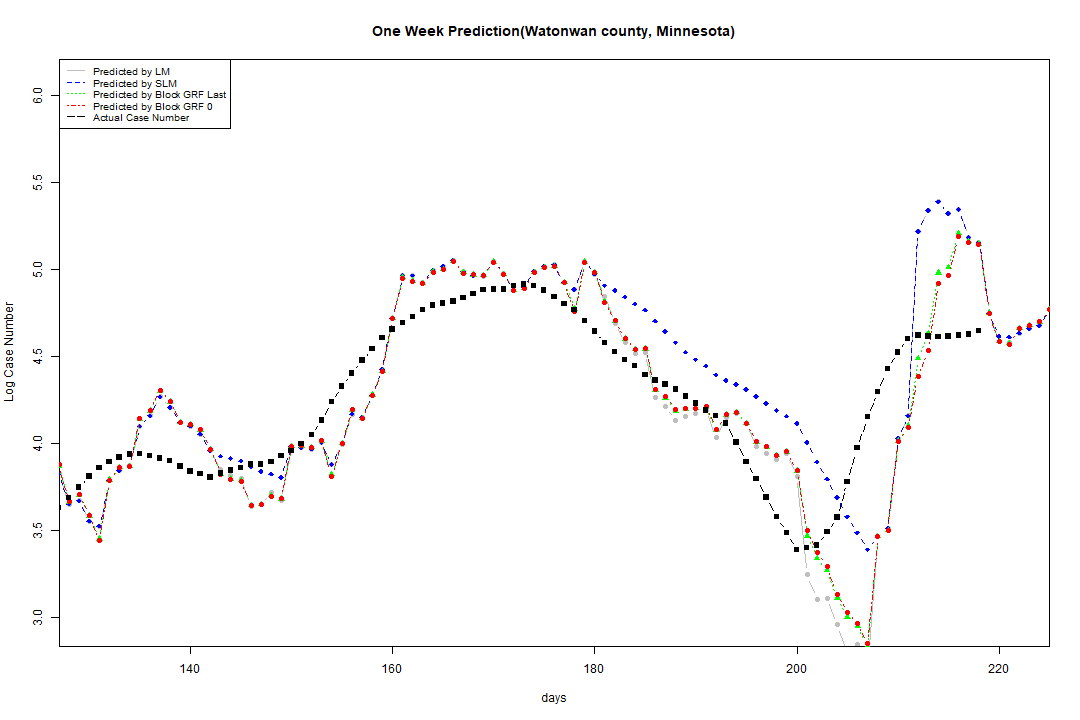 One Week Prediction(Watonwan county, Minnesota)
Predicted by LM
Predicted by SLM
Predicted by Block GRF Last
Predicted by Block GRF 0
Actual Case Number
6.0
5.5
5.0
4.5
4.0
3.5
3.0
Log Case Number
140 160 180 200 220
days